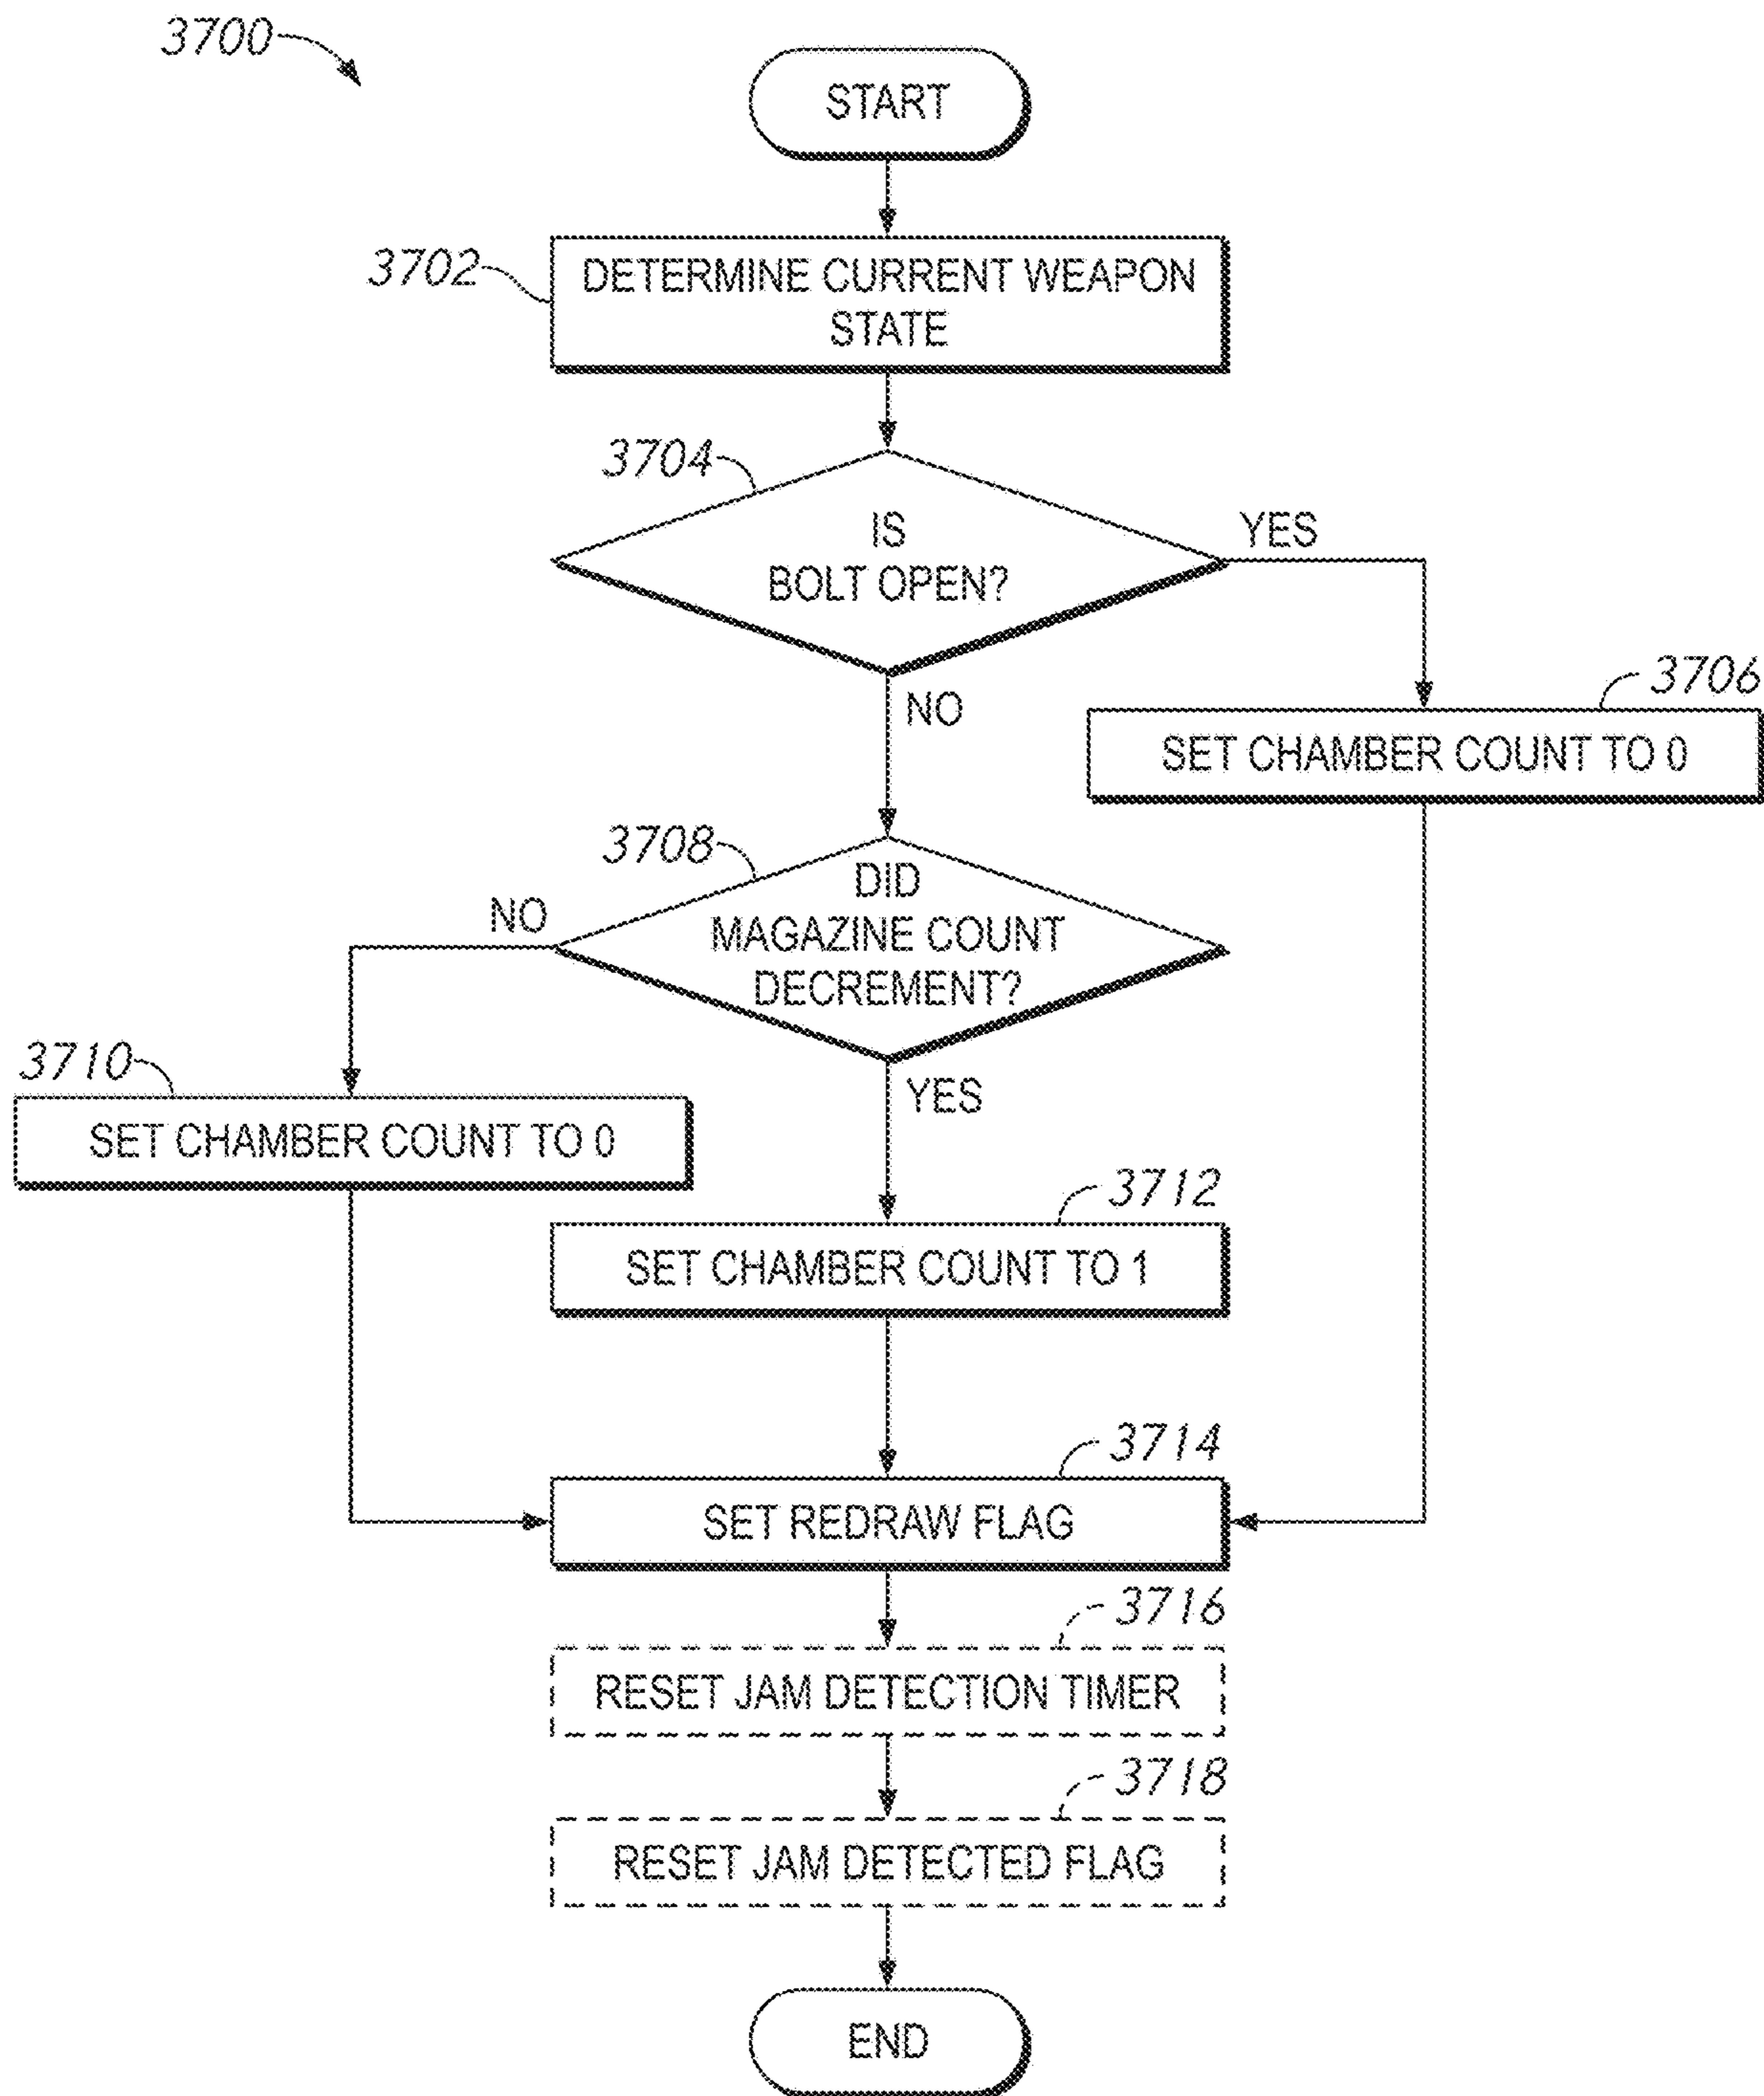 3700
START
3702
DETERMINE CURRENT WEAPON
STATE
3704
IS
BOLT OPEN?
YES
NO
3706
SET CHAMBER COUNT TO 0
3708
DID
MAGAZINE COUNT
DECREMENT?
NO
YES
3710
SET CHAMBER COUNT TO 0
3712
SET CHAMBER COUNT TO 1
3714
SET REDRAW FLAG
3716
RESET JAM DETECTION TIMER
3718
RESET JAM DETECTED FLAG
END